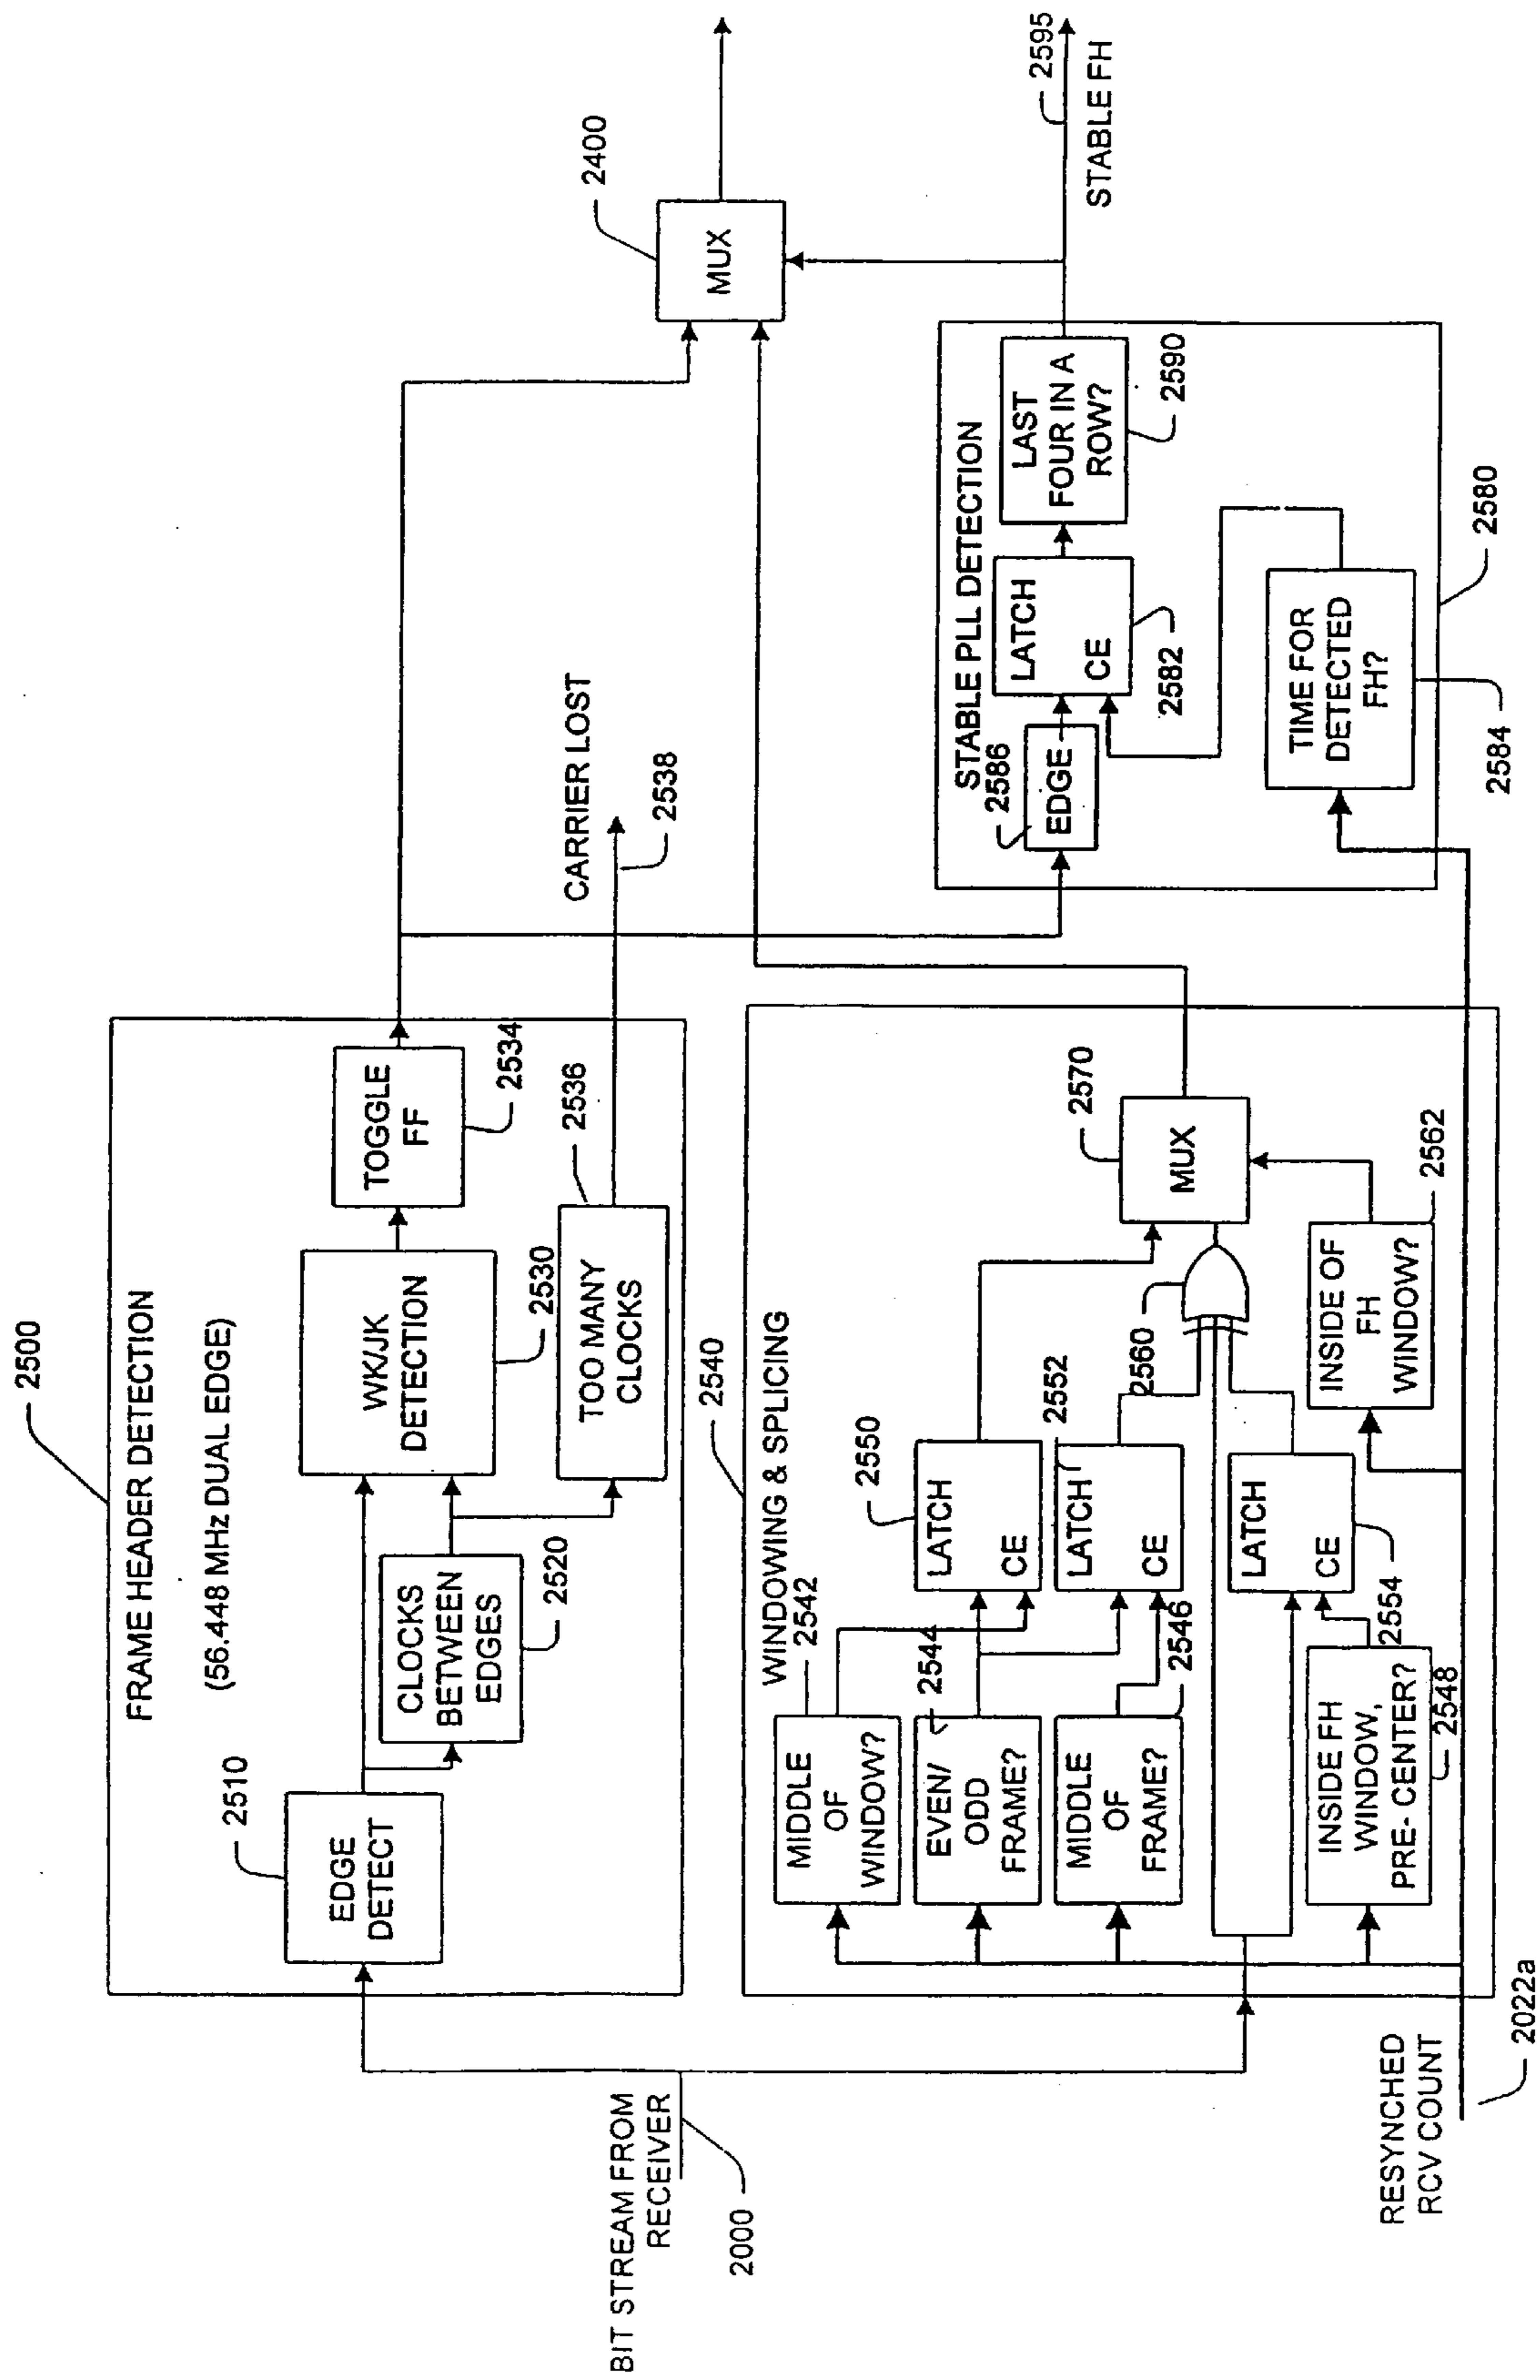 2500
FRAME HEADER DETECTION
(56.448 MHz DUAL EDGE)
2510
EDGE
DETECT
CLOCKS
BETWEEN
EDGES
2520
WK/JK
DETECTION
2530
TOGGLE
FF
2534
2536
TOO MANY
CLOCKS
CARRIER LOST
2538
2400
MUX
BIT STREAM FROM
RECEIVER
2000
2540
WINDOWING & SPLICING
2542
MIDDLE
OF
WINDOW?
2544
EVEN/
ODD
FRAME?
2546
MIDDLE
OF
FRAME?
INSIDE FH
WINDOW,
PRE- CENTER?
2548
2550
LATCH
CE
2552
LATCH
CE
LATCH
CE
2554
2560
2570
MUX
INSIDE OF
FH
WINDOW?
2562
STABLE PLL DETECTION
2586
EDGE
LATCH
CE
2582
LAST
FOUR IN A
ROW?
2590
TIME FOR
DETECTED
FH?
2584
2580
2595
STABLE FH
RESYNCHED
RCV COUNT
2022a